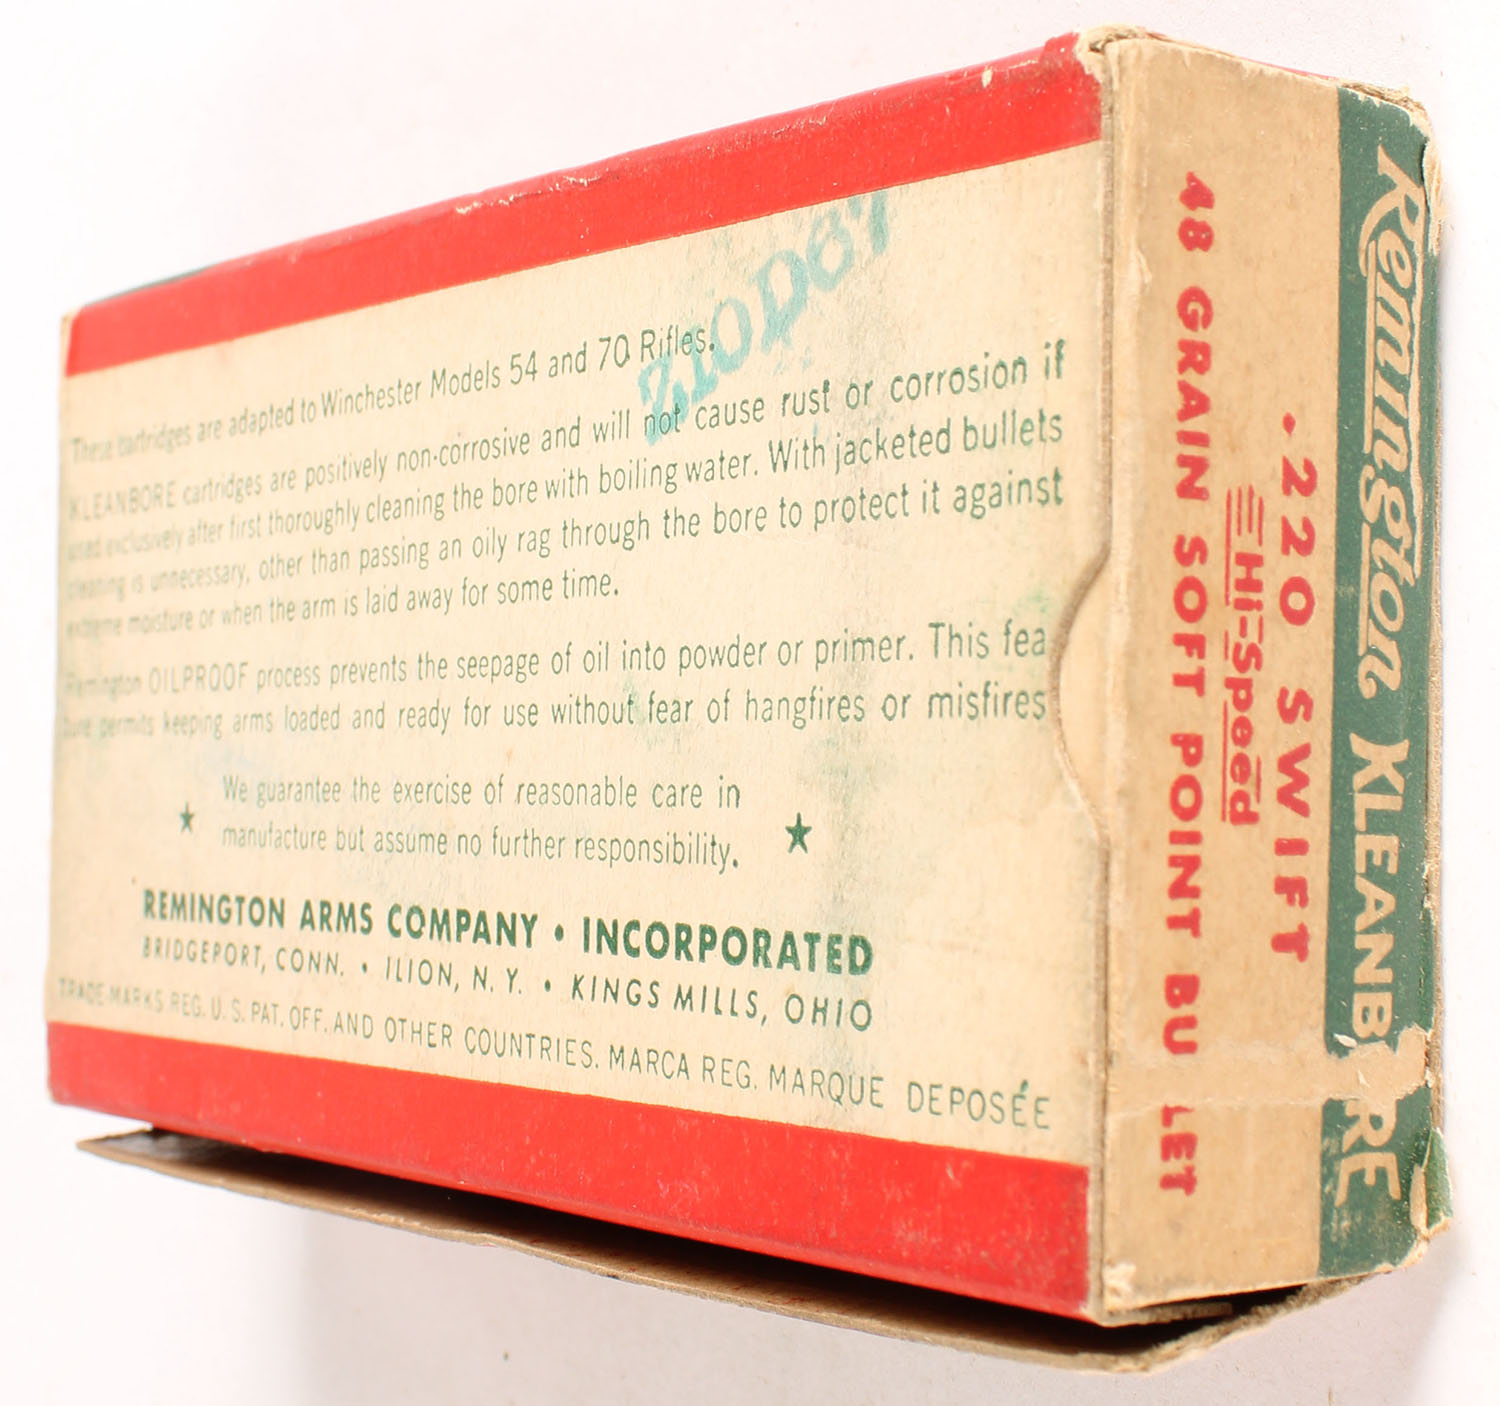 These cartridges are adapted to Winchester Models 54 and 70 Rifles.
KLEANBORE cartridges are positively non-corrosive and will not cause rust or corrosion if
used exclusively after first thoroughly cleaning the bore with boiling water. With jacketed bullets
cleaning is unnecessary, other than passing an oily rag through the bore to protect it against
extreme moisture or when the arm is laid away for some time.
Remington OILPROOF process prevents the seepage of oil into powder or primer. This fea
ture permits keeping arms loaded and ready for use without fear of hangfires or misfires
We guarantee the exercise of reasonable care in
manufacture but assume no further responsibility.
REMINGTON ARMS COMPANY • INCORPORATED
BRIDGEPORT, CONN. • ILION, N. Y. • KINGS MILLS, OHIO
TRADE-MARKS REG. U. S. PAT. OFF. AND OTHER COUNTRIES. MARCA REG. MARQUE DEPOSÉE
Remington KLEANBORE
.220 SWIFT
Hi-Speed
48 GRAIN SOFT POINT BULLET